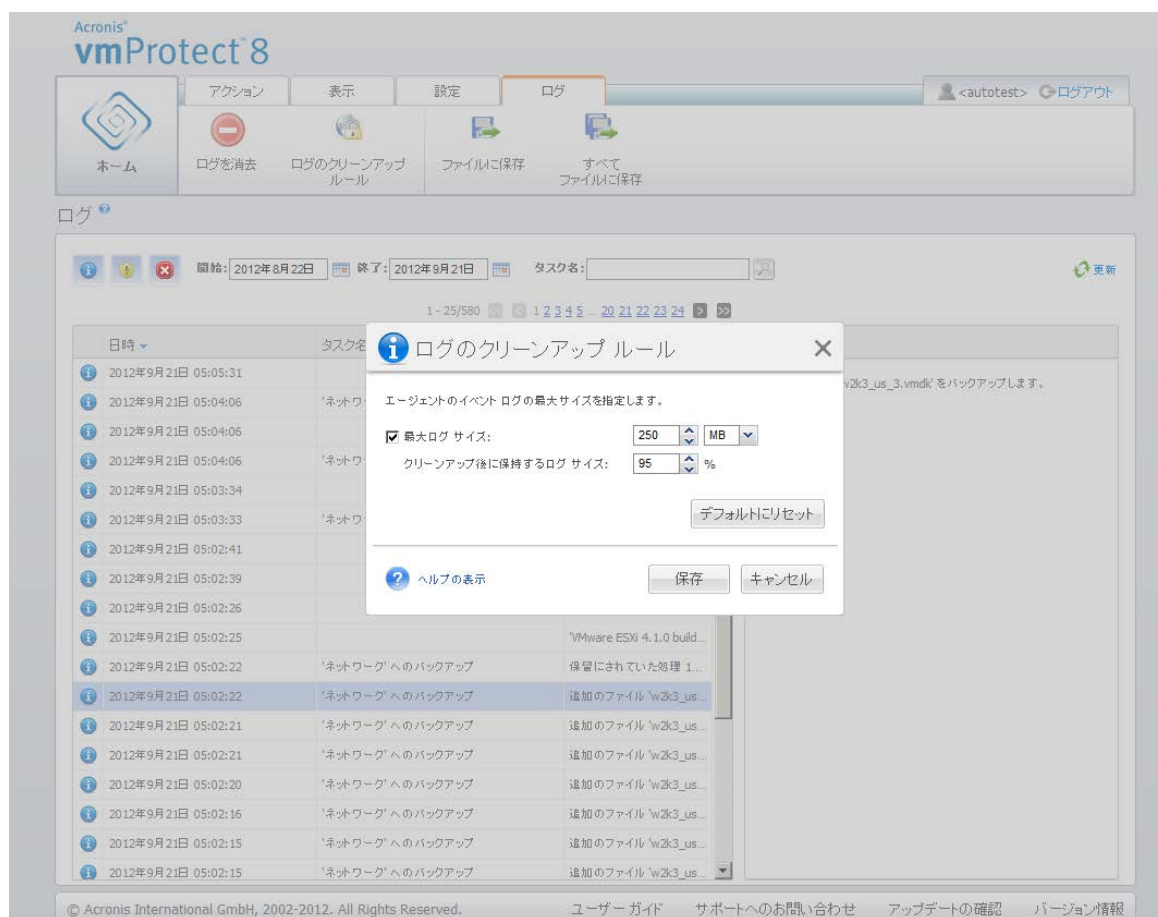 Acronis®
vmProtect™8
アクション 表示 設定 ログ <autotest> ログアウト
ホーム ログを消去 ログのクリーンアップ ファイルに保存 すべて
ルール ファイルに保存
ログ
開始: 2012年8月22日 終了: 2012年9月21日 タスク名: 更新
1 - 25/580 1 2 3 4 5 ... 20 21 22 23 24
日時 タスク名
ログのクリーンアップ ルール
2012年9月21日 05:05:31 v2k3_us_3.vmdk' をバックアップします。
エージェントのイベント ログの最大サイズを指定します。
2012年9月21日 05:04:06 'ネットワ
最大ログ サイズ: 250 MB
2012年9月21日 05:04:06
クリーンアップ後に保持するログ サイズ: 95 %
2012年9月21日 05:04:06 'ネットワ
2012年9月21日 05:03:34
デフォルトにリセット
2012年9月21日 05:03:33 'ネットワ
2012年9月21日 05:02:41
ヘルプの表示 保存 キャンセル
2012年9月21日 05:02:39
2012年9月21日 05:02:26
2012年9月21日 05:02:25 'VMware ESXi 4.1.0 build...
2012年9月21日 05:02:22 'ネットワーク' へのバックアップ 保留にされていた処理 1...
2012年9月21日 05:02:22 'ネットワーク' へのバックアップ 追加のファイル 'w2k3_us...
2012年9月21日 05:02:21 'ネットワーク' へのバックアップ 追加のファイル 'w2k3_us...
2012年9月21日 05:02:21 'ネットワーク' へのバックアップ 追加のファイル 'w2k3_us...
2012年9月21日 05:02:20 'ネットワーク' へのバックアップ 追加のファイル 'w2k3_us...
2012年9月21日 05:02:16 'ネットワーク' へのバックアップ 追加のファイル 'w2k3_us...
2012年9月21日 05:02:15 'ネットワーク' へのバックアップ 追加のファイル 'w2k3_us...
2012年9月21日 05:02:15 'ネットワーク' へのバックアップ 追加のファイル 'w2k3_us...
© Acronis International GmbH, 2002-2012. All Rights Reserved. ユーザー ガイド サポートへのお問い合わせ アップデートの確認 バージョン情報